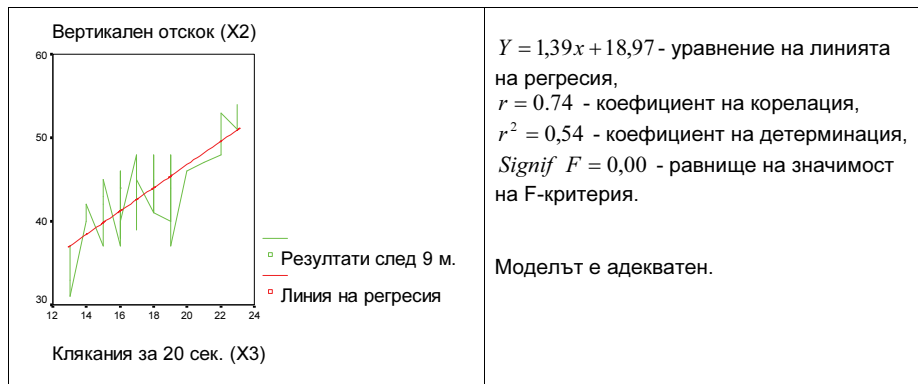 Вертикален отскок (X2)
60
50
40
30
12 14 16 18 20 22 24
Клякания за 20 сек. (X3)
Резултати след 9 м.
Линия на регресия
Y = 1,39x + 18,97 - уравнение на линията
на регресия,
r = 0.74 - коефициент на корелация,
r² = 0,54 - коефициент на детерминация,
Signif F = 0,00 - равнище на значимост
на F-критерия.
Моделът е адекватен.